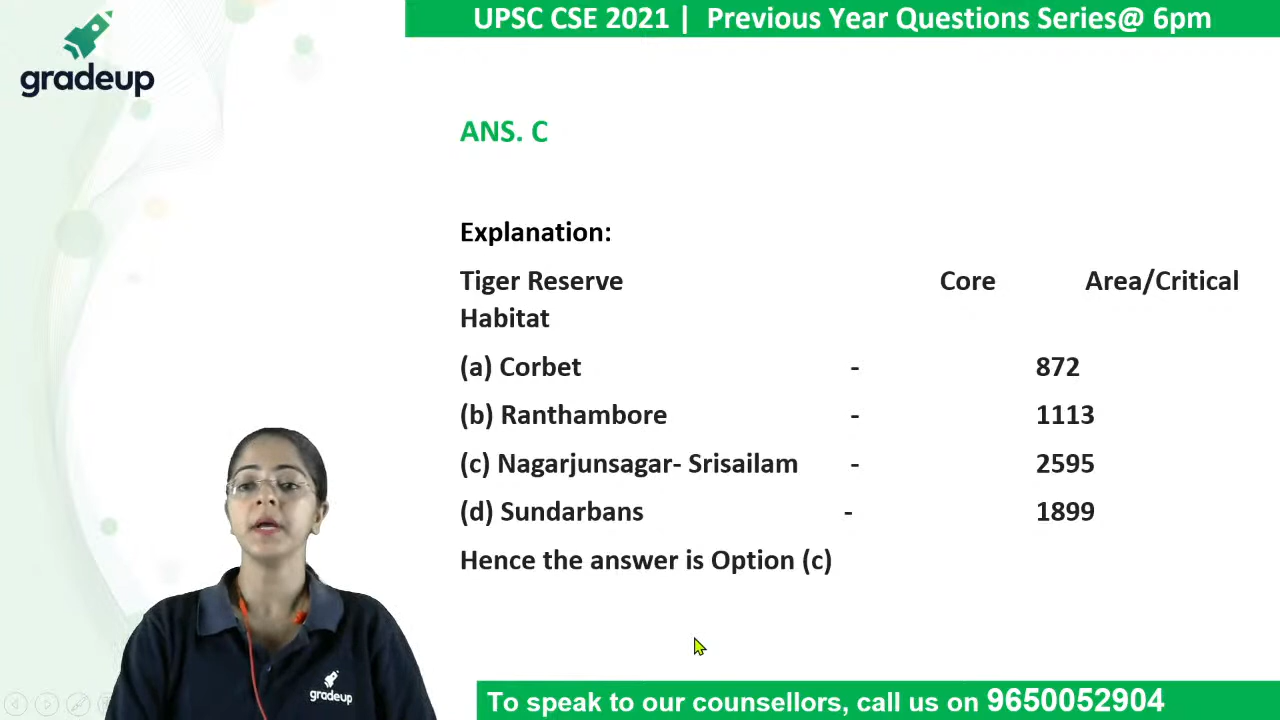 UPSC CSE 2021 | Previous Year Questions Series@ 6pm
gradeup
ANS. C
Explanation:
Tiger Reserve Core Area/Critical
Habitat
(a) Corbet - 872
(b) Ranthambore - 1113
(c) Nagarjunsagar- Srisailam - 2595
(d) Sundarbans - 1899
Hence the answer is Option (c)
gradeup
To speak to our counsellors, call us on 9650052904